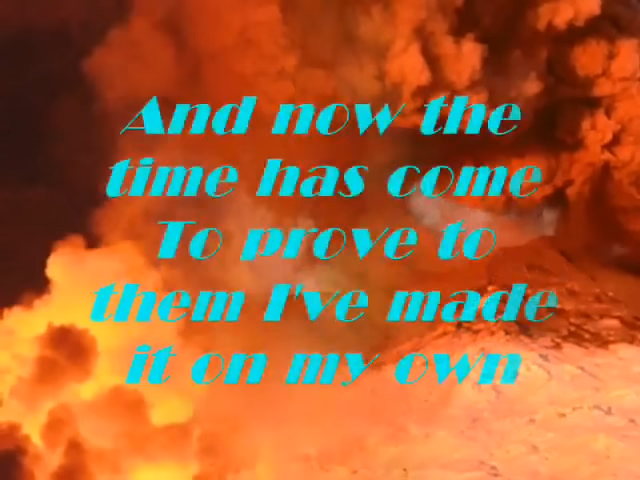 And now the
time has come
To prove to
them I've made
it on my own